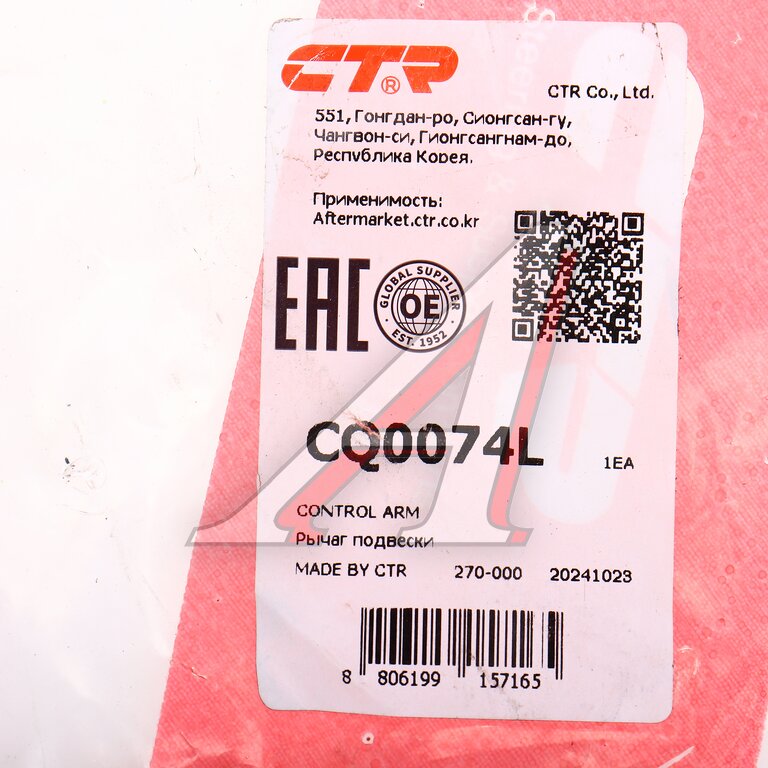 CTR®
CTR Co., Ltd.
551, Гонгдан-ро, Сионгсан-гу,
Чангвон-си, Гионгсангнам-до,
Республика Корея.
Применимость:
Aftermarket.ctr.co.kr
EAC
GLOBAL SUPPLIER
OE
EST. 1952
CQ0074L 1EA
CONTROL ARM
Рычаг подвески
MADE BY CTR 270-000 20241023
8 806199 157165